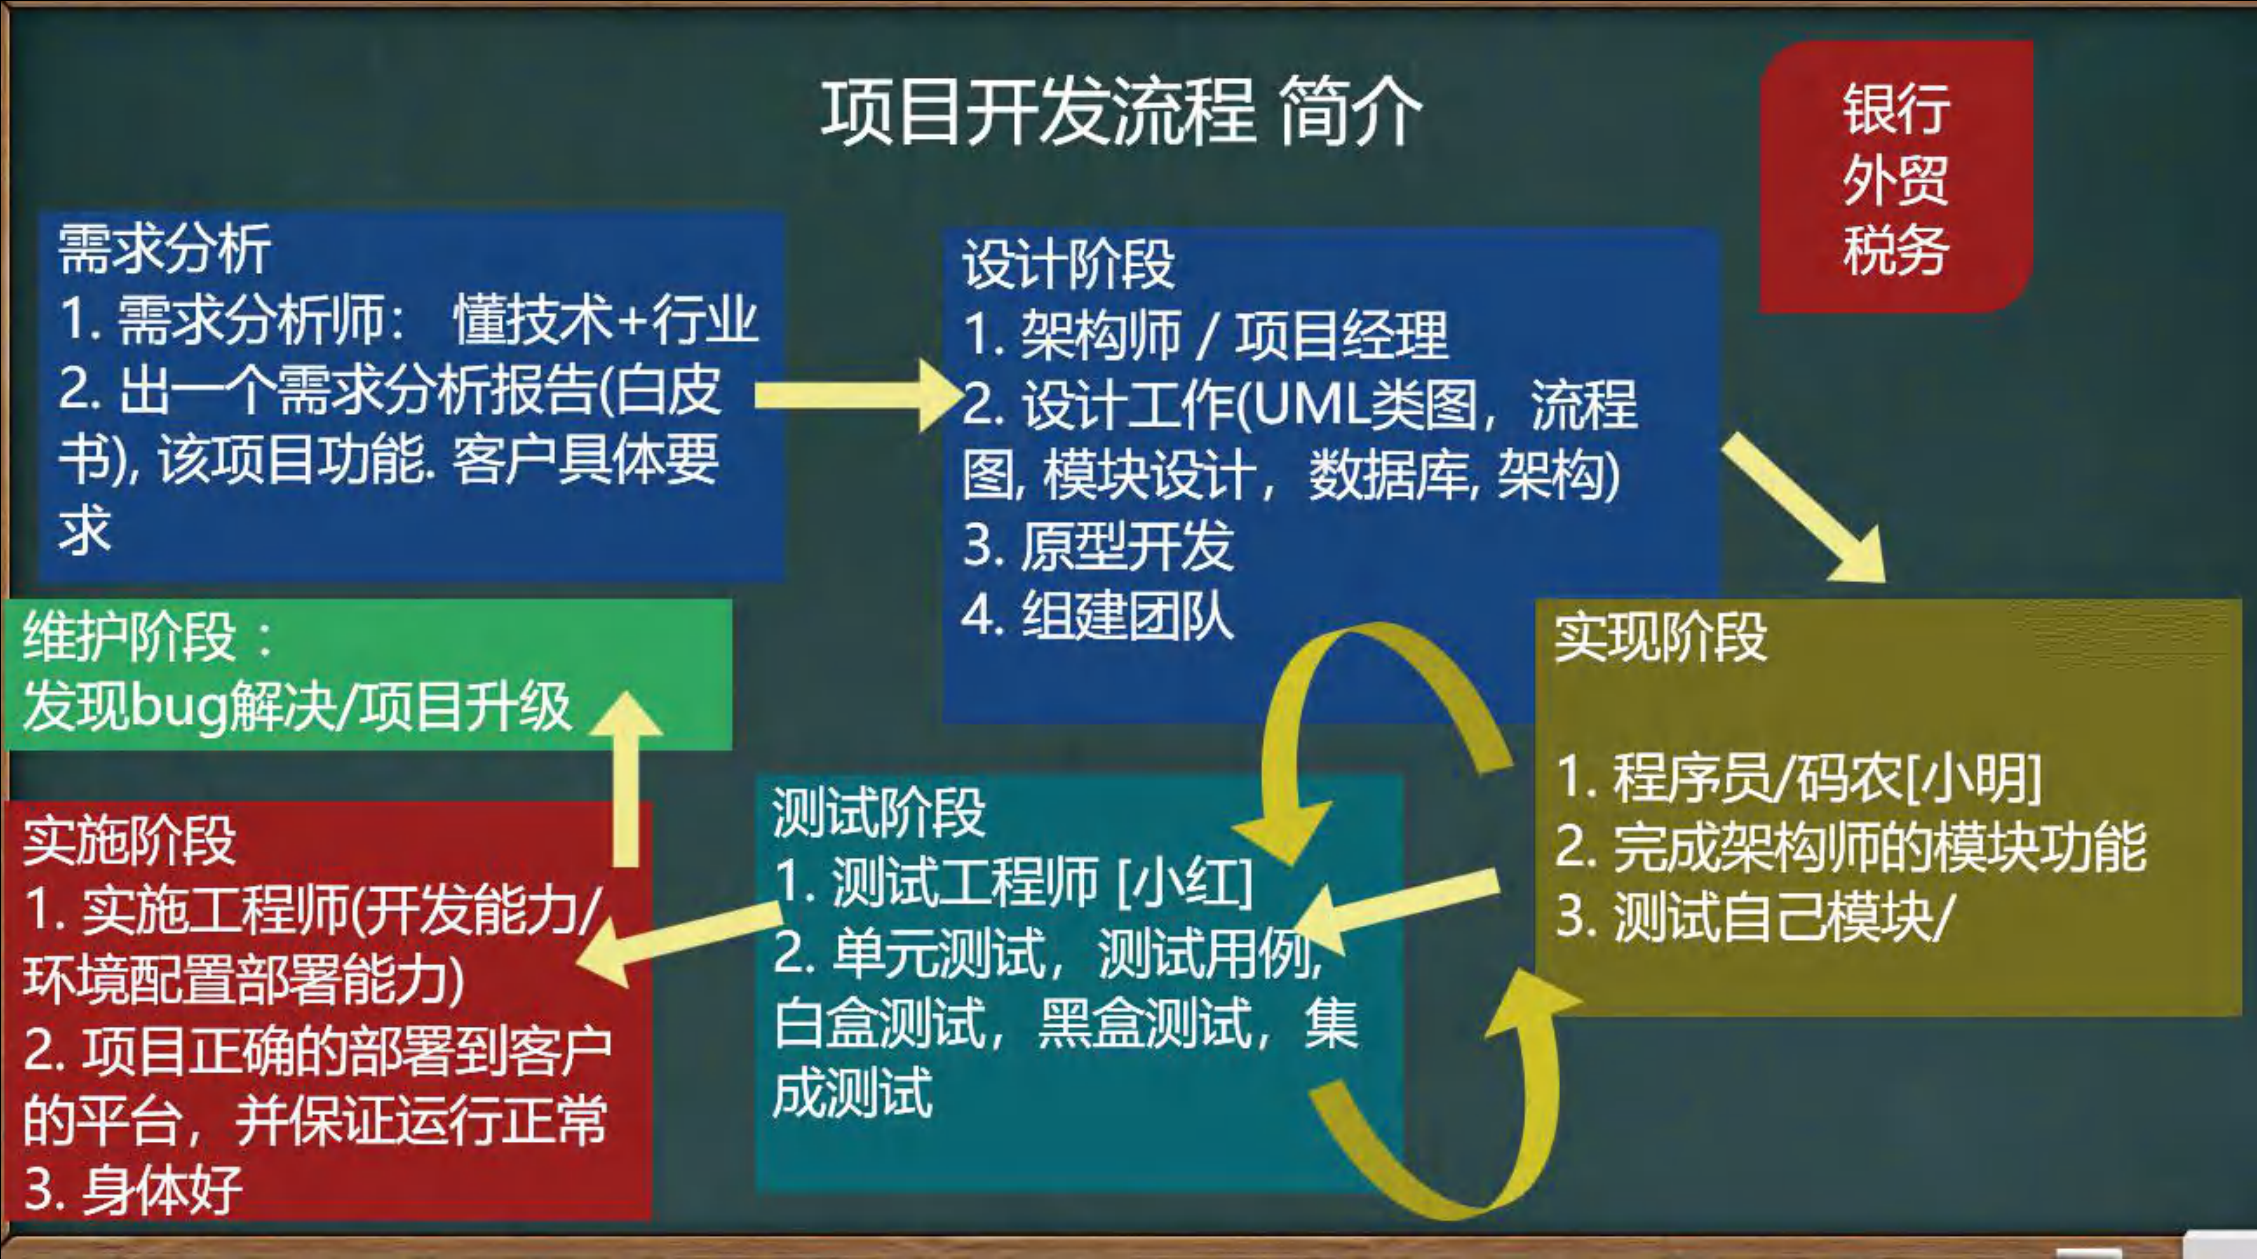 项目开发流程 简介
银行
外贸
税务
需求分析
1. 需求分析师： 懂技术+行业
2. 出一个需求分析报告(白皮
书), 该项目功能. 客户具体要
求
设计阶段
1. 架构师 / 项目经理
2. 设计工作(UML类图，流程
图, 模块设计，数据库, 架构)
3. 原型开发
4. 组建团队
实现阶段
1. 程序员/码农[小明]
2. 完成架构师的模块功能
3. 测试自己模块/
测试阶段
1. 测试工程师 [小红]
2. 单元测试，测试用例,
白盒测试，黑盒测试，集
成测试
实施阶段
1. 实施工程师(开发能力/
环境配置部署能力)
2. 项目正确的部署到客户
的平台，并保证运行正常
3. 身体好
维护阶段：
发现bug解决/项目升级